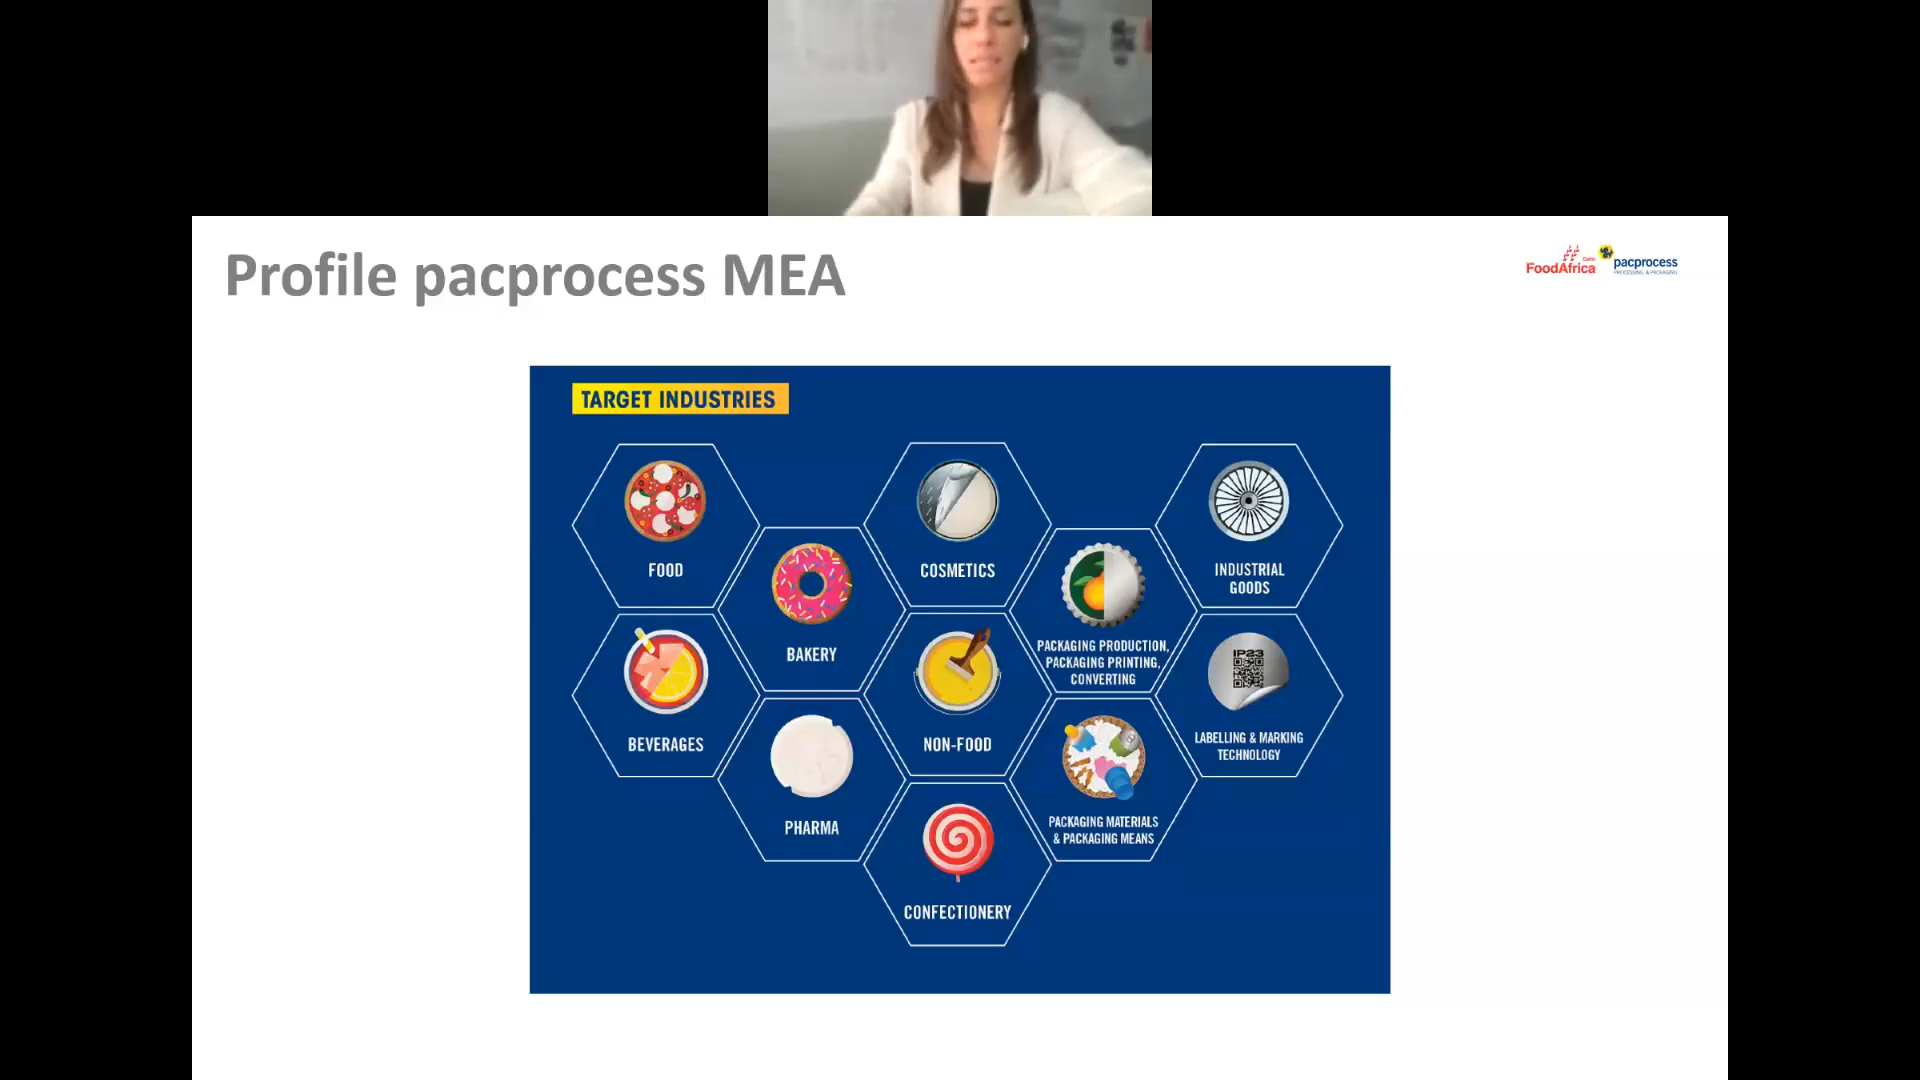 Profile pacprocess MEA
Cairo
FoodAfrica
pacprocess
PROCESSING & PACKAGING
TARGET INDUSTRIES
FOOD
COSMETICS
INDUSTRIAL
GOODS
BAKERY
PACKAGING PRODUCTION,
PACKAGING PRINTING,
CONVERTING
IP23
BEVERAGES
NON-FOOD
LABELLING & MARKING
TECHNOLOGY
PHARMA
PACKAGING MATERIALS
& PACKAGING MEANS
CONFECTIONERY